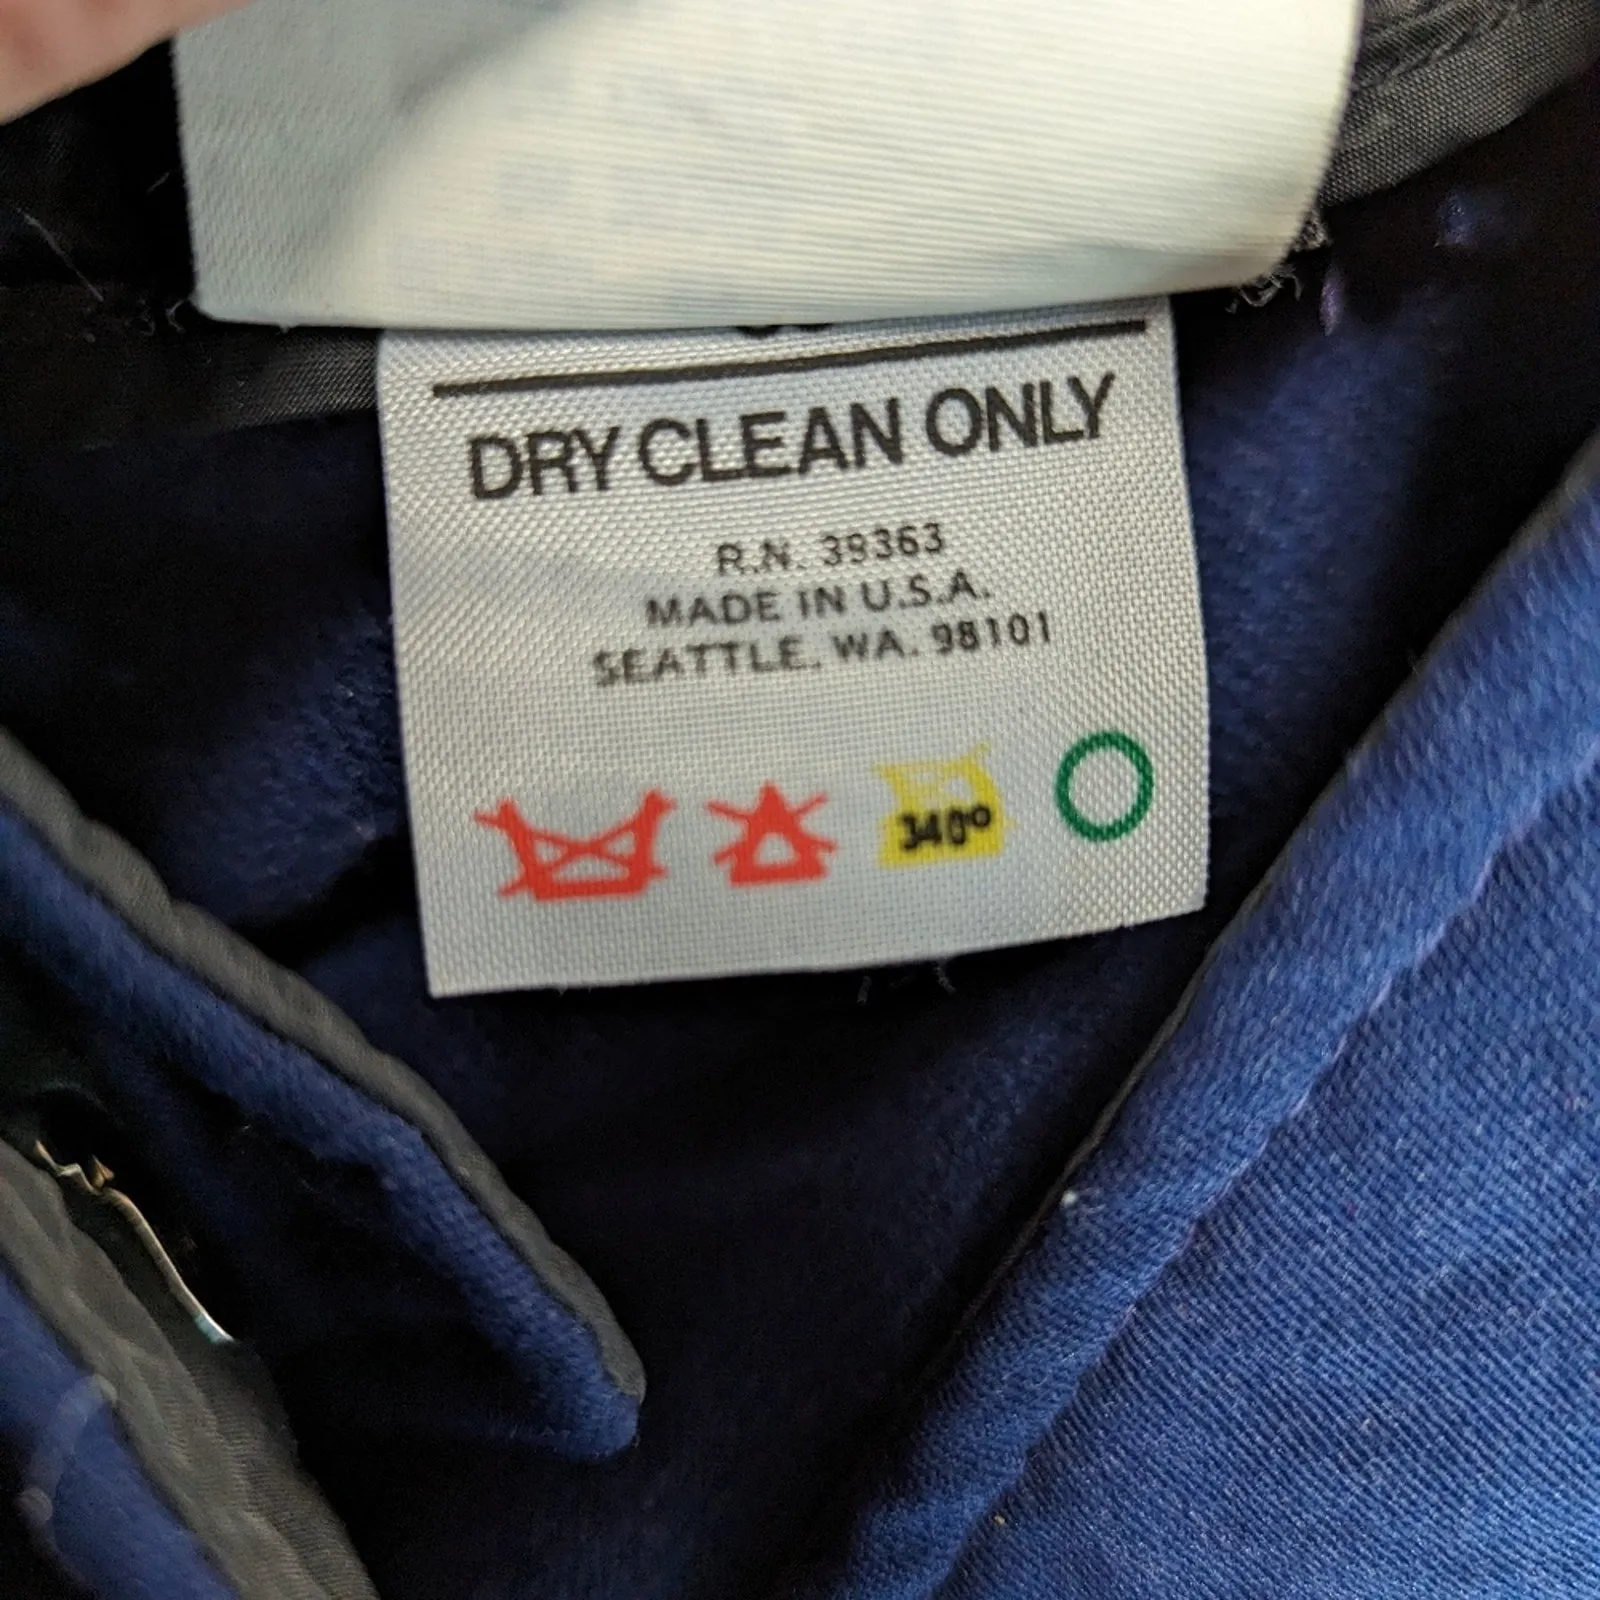 DRY CLEAN ONLY
R.N. 39363
MADE IN U.S.A.
SEATTLE, WA. 98101
340°